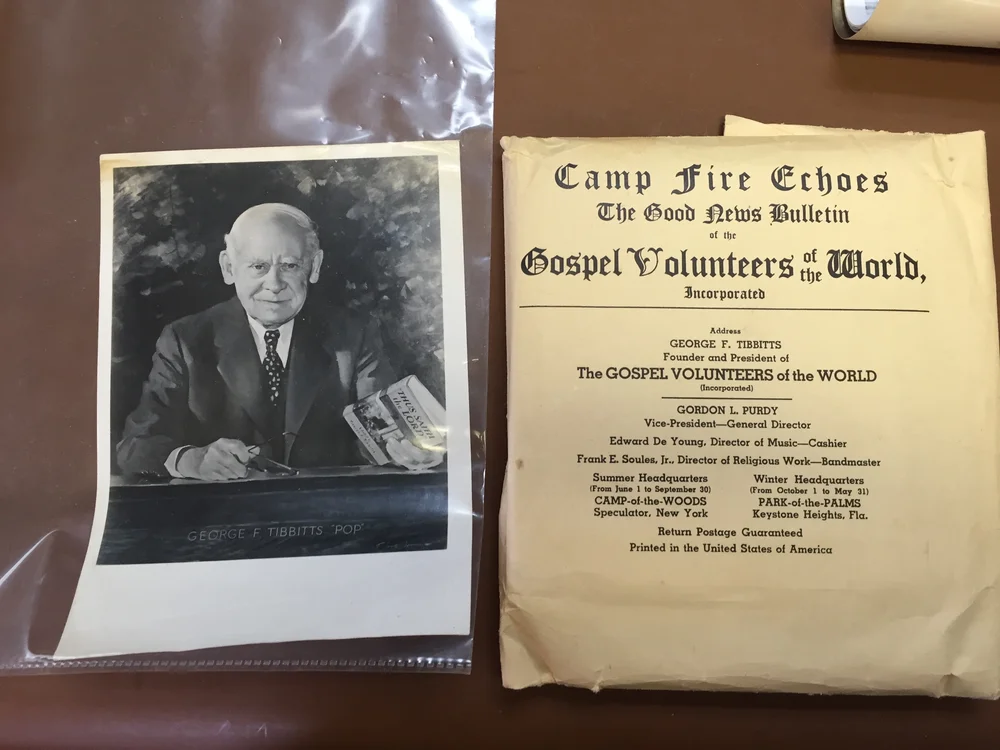 THUS SAITH
the LORD
GEORGE F TIBBITTS "POP"
Camp Fire Echoes
The Good News Bulletin
of the
Gospel Volunteers of the World,
Incorporated
Address
GEORGE F. TIBBITTS
Founder and President of
The GOSPEL VOLUNTEERS of the WORLD
(Incorporated)
GORDON L. PURDY
Vice-President—General Director
Edward De Young, Director of Music—Cashier
Frank E. Soules, Jr., Director of Religious Work—Bandmaster
Summer Headquarters
(From June 1 to September 30)
CAMP-of-the-WOODS
Speculator, New York
Winter Headquarters
(From October 1 to May 31)
PARK-of-the-PALMS
Keystone Heights, Fla.
Return Postage Guaranteed
Printed in the United States of America